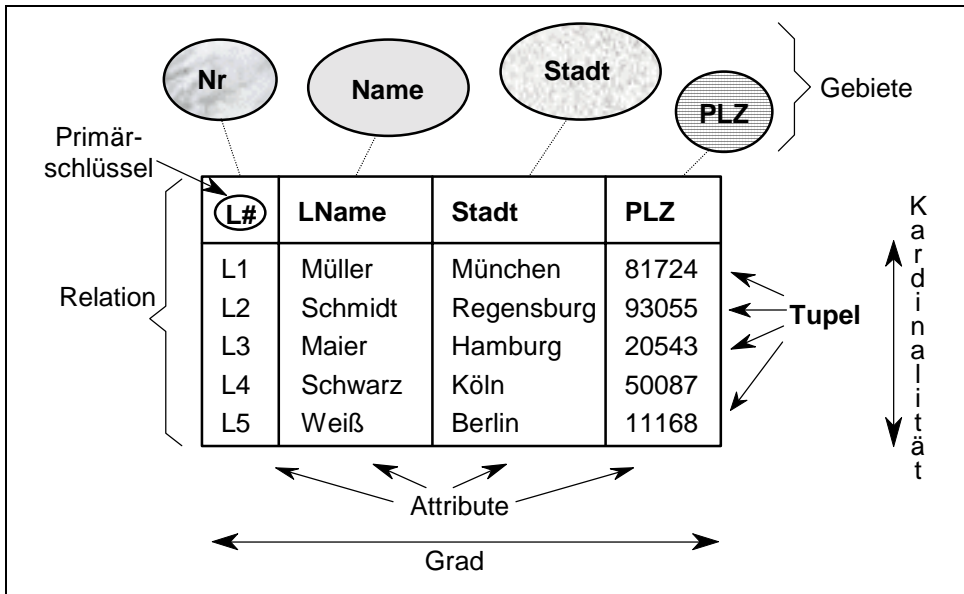 Nr
Name
Stadt
PLZ
Gebiete
Primär-
schlüssel
L# LName Stadt PLZ
L1 Müller München 81724
L2 Schmidt Regensburg 93055
L3 Maier Hamburg 20543
L4 Schwarz Köln 50087
L5 Weiß Berlin 11168
Relation
Tupel
Kardinalität
Attribute
Grad